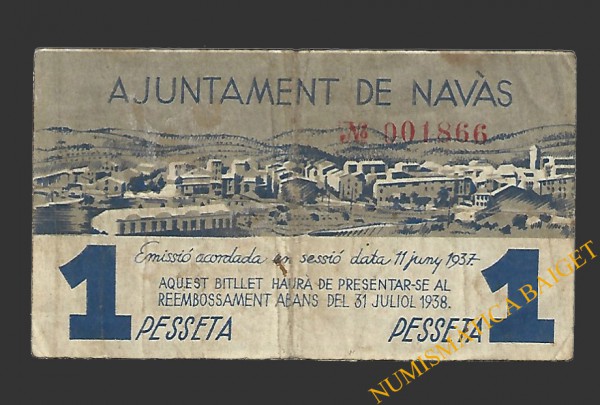 AJUNTAMENT DE NAVÀS
№ 001866
Emissió acordada en sessió data 11 juny 1937.
AQUEST BITLLET HAURÀ DE PRESENTAR-SE AL
REEMBOSSAMENT ABANS DEL 31 JULIOL 1938.
1 PESSETA
PESSETA 1
NUMISMÀTICA BAIGET